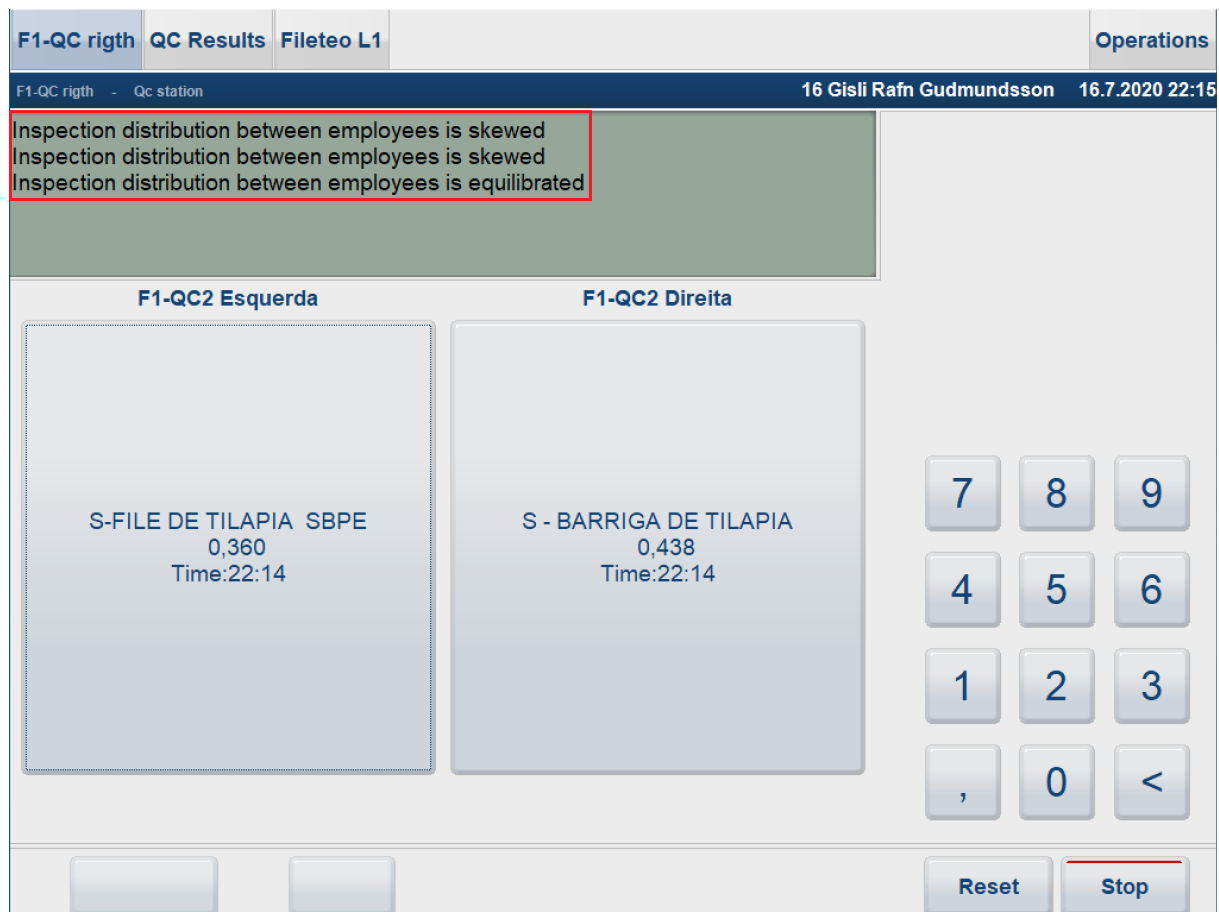 F1-QC rigth QC Results Fileteo L1 Operations
F1-QC rigth - Qc station 16 Gisli Rafn Gudmundsson 16.7.2020 22:15
Inspection distribution between employees is skewed
Inspection distribution between employees is skewed
Inspection distribution between employees is equilibrated
F1-QC2 Esquerda F1-QC2 Direita
S-FILE DE TILAPIA SBPE
0,360
Time:22:14
S - BARRIGA DE TILAPIA
0,438
Time:22:14
7 8 9
4 5 6
1 2 3
, 0 <
Reset Stop